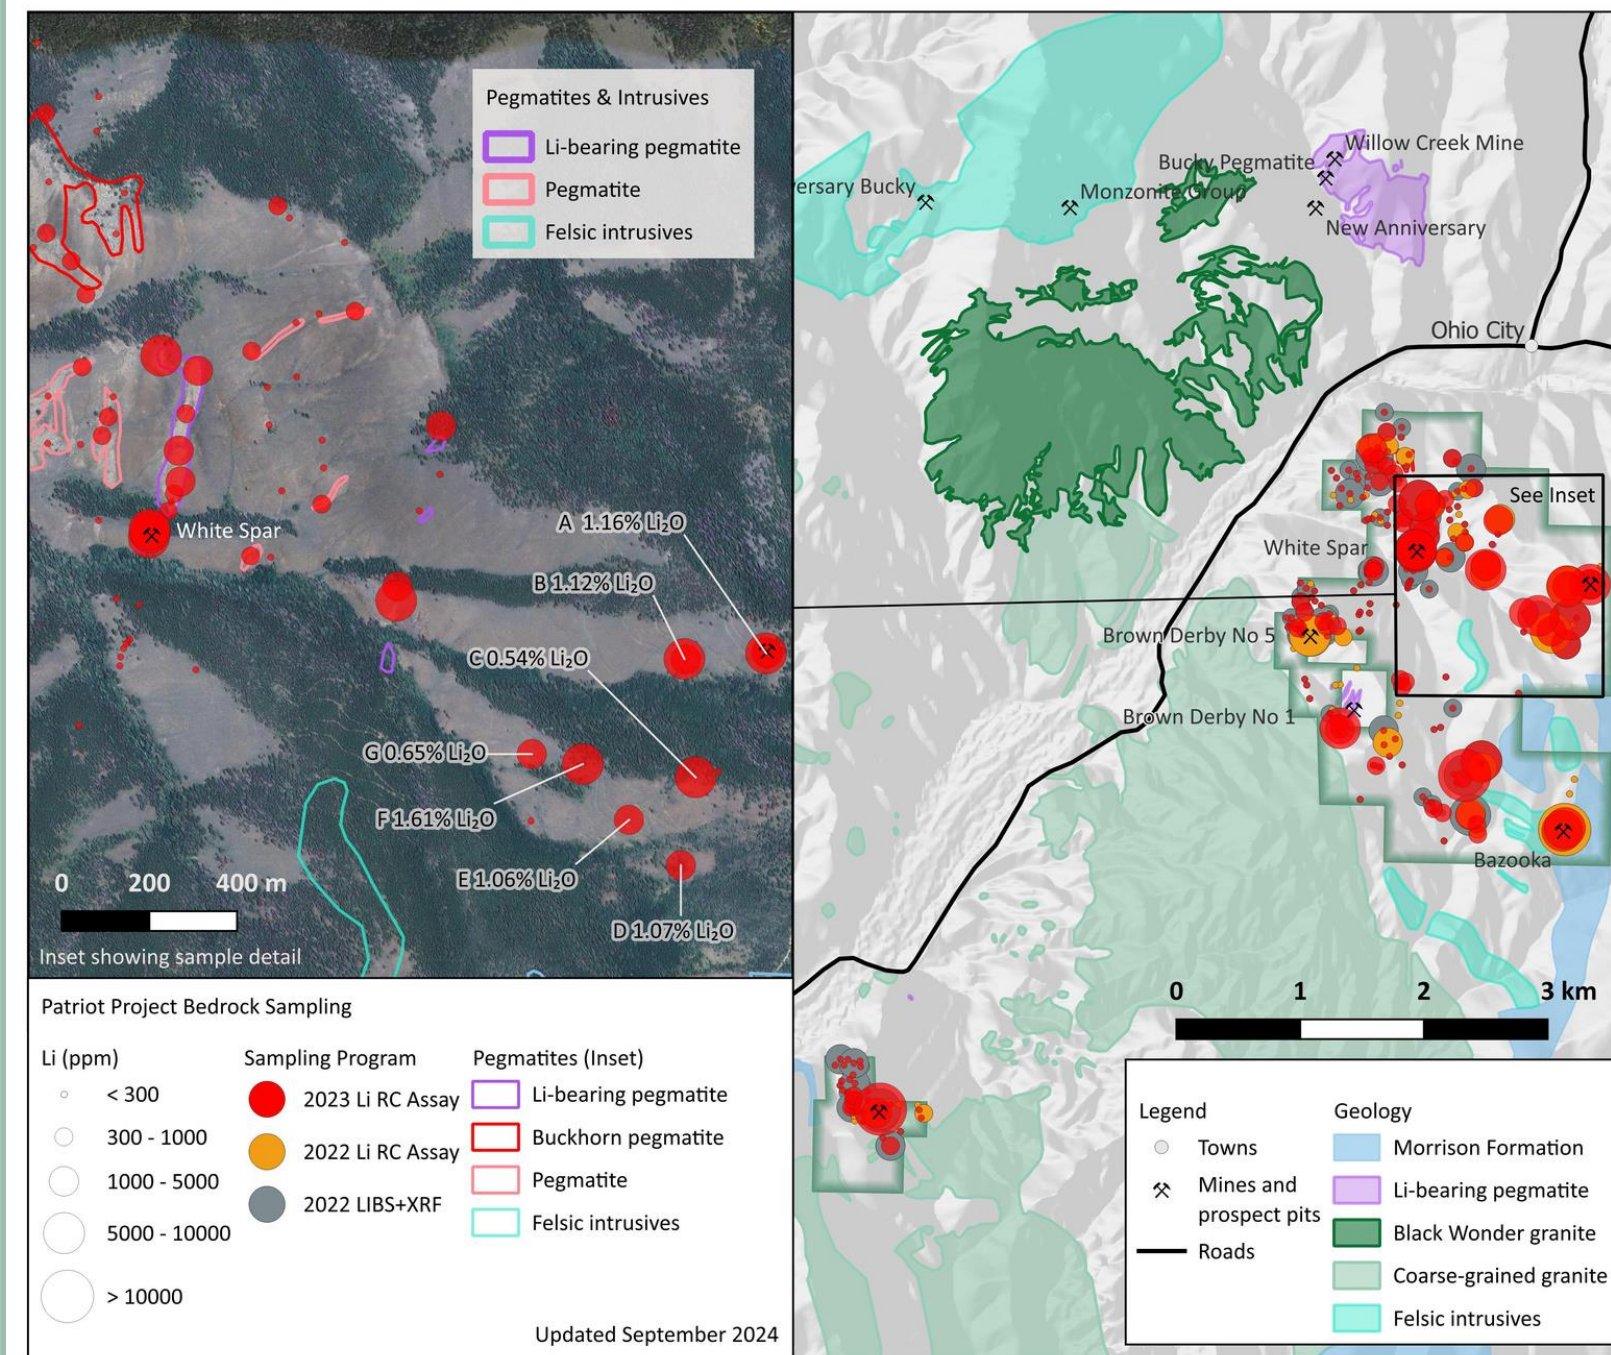 Pegmatites & Intrusives
Li-bearing pegmatite
Pegmatite
Felsic intrusives
White Spar
A 1.16% Li₂O
B 1.12% Li₂O
C 0.54% Li₂O
G 0.65% Li₂O
F 1.61% Li₂O
E 1.06% Li₂O
D 1.07% Li₂O
0 200 400 m
Inset showing sample detail
Patriot Project Bedrock Sampling
Li (ppm)
< 300
300 - 1000
1000 - 5000
5000 - 10000
> 10000
Sampling Program
2023 Li RC Assay
2022 Li RC Assay
2022 LIBS+XRF
Pegmatites (Inset)
Li-bearing pegmatite
Buckhorn pegmatite
Pegmatite
Felsic intrusives
Updated September 2024
Willow Creek Mine
Bucky Pegmatite
versary Bucky
Monzonite Group
New Anniversary
Ohio City
See Inset
White Spar
Brown Derby No 5
Brown Derby No 1
Bazooka
0 1 2 3 km
Legend
Towns
Mines and
prospect pits
Roads
Geology
Morrison Formation
Li-bearing pegmatite
Black Wonder granite
Coarse-grained granite
Felsic intrusives